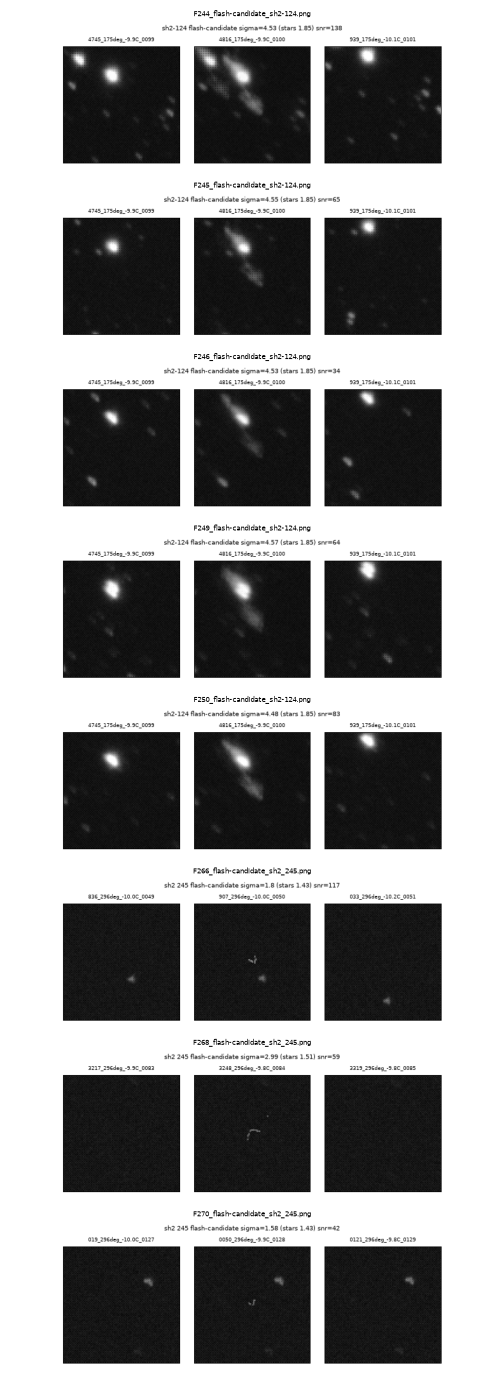 F244_flash-candidate_sh2-124.png
sh2-124 flash-candidate sigma=4.53 (stars 1.85) snr=138
4745_175deg_-9.9C_0099 4816_175deg_-9.9C_0100 939_175deg_-10.1C_0101
F245_flash-candidate_sh2-124.png
sh2-124 flash-candidate sigma=4.55 (stars 1.85) snr=65
4745_175deg_-9.9C_0099 4816_175deg_-9.9C_0100 939_175deg_-10.1C_0101
F246_flash-candidate_sh2-124.png
sh2-124 flash-candidate sigma=4.53 (stars 1.85) snr=34
4745_175deg_-9.9C_0099 4816_175deg_-9.9C_0100 939_175deg_-10.1C_0101
F249_flash-candidate_sh2-124.png
sh2-124 flash-candidate sigma=4.57 (stars 1.85) snr=64
4745_175deg_-9.9C_0099 4816_175deg_-9.9C_0100 939_175deg_-10.1C_0101
F250_flash-candidate_sh2-124.png
sh2-124 flash-candidate sigma=4.48 (stars 1.85) snr=83
4745_175deg_-9.9C_0099 4816_175deg_-9.9C_0100 939_175deg_-10.1C_0101
F266_flash-candidate_sh2_245.png
sh2 245 flash-candidate sigma=1.8 (stars 1.43) snr=117
836_296deg_-10.0C_0049 907_296deg_-10.0C_0050 033_296deg_-10.2C_0051
F268_flash-candidate_sh2_245.png
sh2 245 flash-candidate sigma=2.99 (stars 1.51) snr=59
3217_296deg_-9.9C_0083 3248_296deg_-9.8C_0084 3319_296deg_-9.8C_0085
F270_flash-candidate_sh2_245.png
sh2 245 flash-candidate sigma=1.58 (stars 1.43) snr=42
019_296deg_-10.0C_0127 0050_296deg_-9.9C_0128 0121_296deg_-9.8C_0129